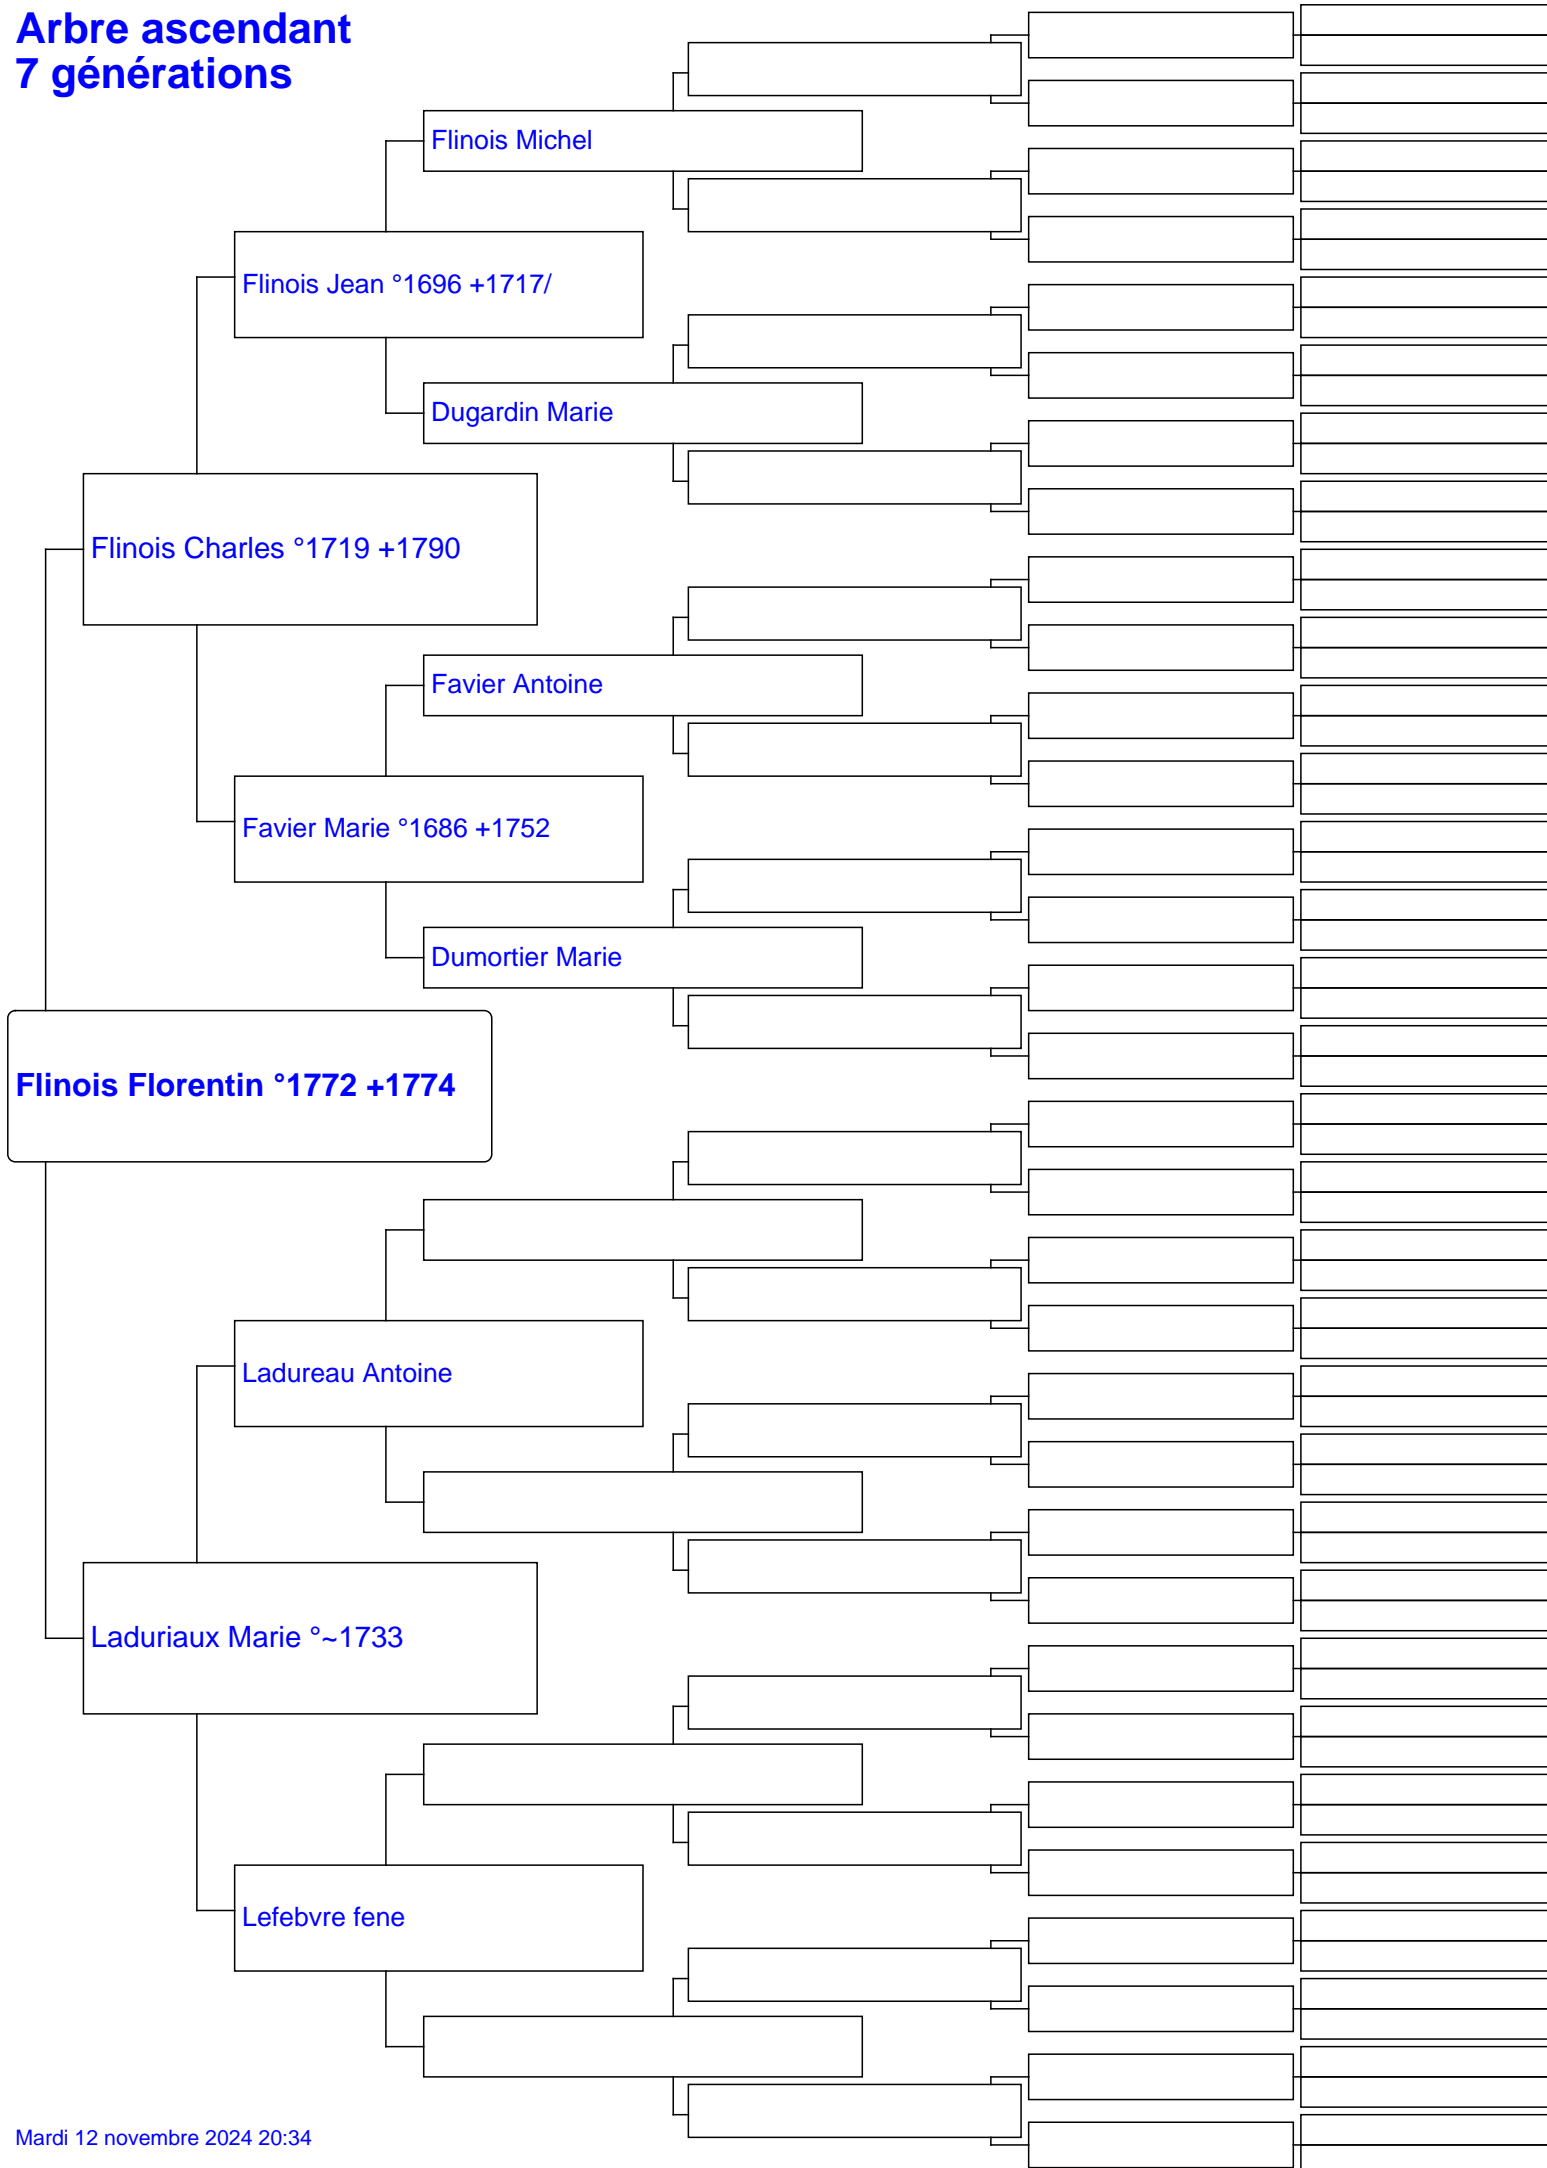 Arbre ascendant
7 générations
Flinois Michel
Flinois Jean °1696 +1717/
Dugardin Marie
Flinois Charles °1719 +1790
Favier Antoine
Favier Marie °1686 +1752
Dumortier Marie
Flinois Florentin °1772 +1774
Ladureau Antoine
Laduriaux Marie °~1733
Lefebvre fene
Mardi 12 novembre 2024 20:34